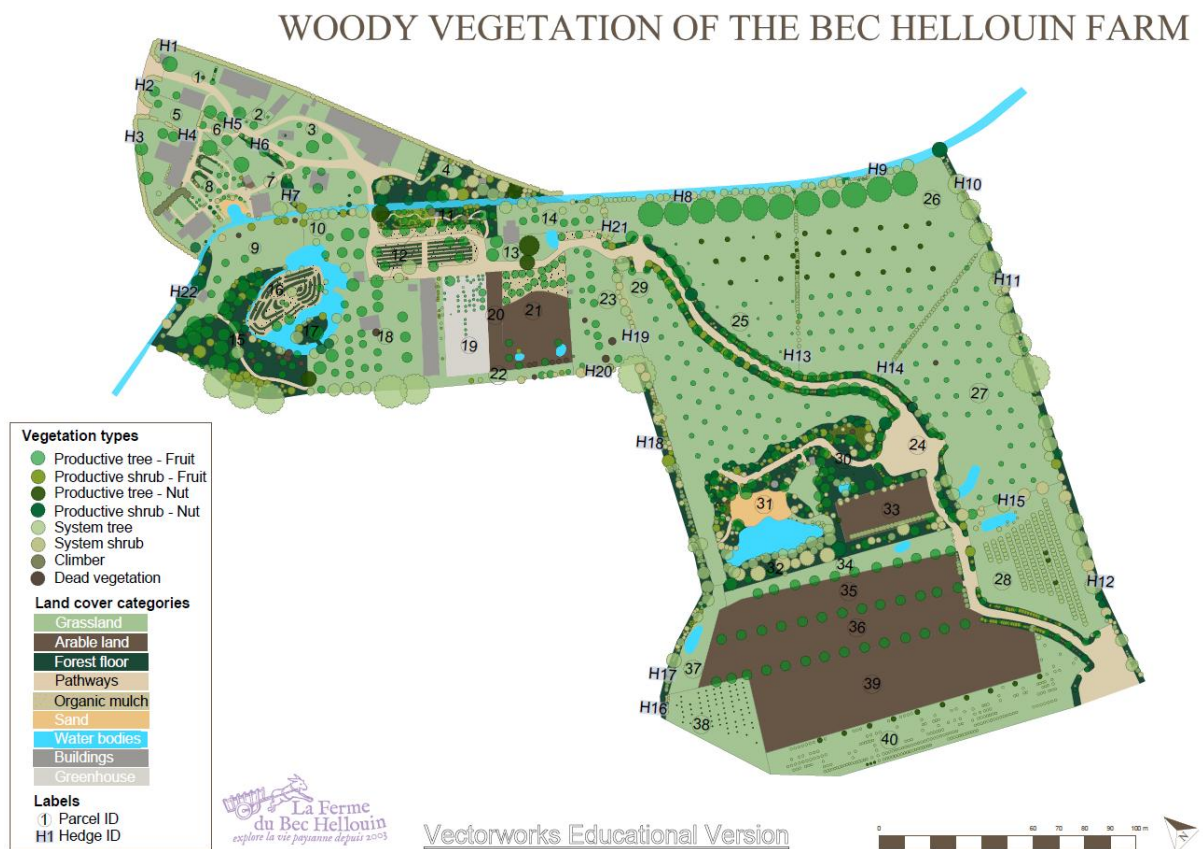 WOODY VEGETATION OF THE BEC HELLOUIN FARM
H1
1
H2
5
2
H5
6
3
H3
H4
H6
4
8
7
H7
H8
H9
H10
26
9
10
11
14
H21
12
13
H22
16
15
17
18
19
20
21
22
23
29
H19
H20
25
H13
H14
H11
27
H18
24
30
31
33
H15
32
34
28
H12
35
36
37
H17
H16
38
39
40
Vegetation types
Productive tree - Fruit
Productive shrub - Fruit
Productive tree - Nut
Productive shrub - Nut
System tree
System shrub
Climber
Dead vegetation
Land cover categories
Grassland
Arable land
Forest floor
Pathways
Organic mulch
Sand
Water bodies
Buildings
Greenhouse
Labels
1 Parcel ID
H1 Hedge ID
La Ferme
du Bec Hellouin
explore la vie paysanne depuis 2003
Vectorworks Educational Version
0 60 70 80 90 100 m